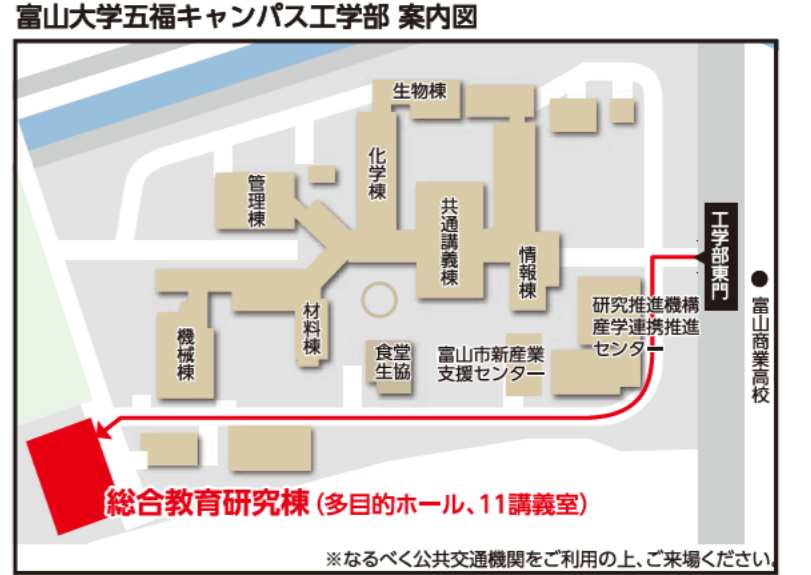 富山大学五福キャンパス工学部 案内図
生物棟
化学棟
管理棟
共通講義棟
工学部東門
情報棟
富山商業高校
研究推進機構
産学連携推進
センター
材料棟
機械棟
食堂
生協
富山市新産業
支援センター
総合教育研究棟(多目的ホール、11講義室)
※なるべく公共交通機関をご利用の上、ご来場ください。